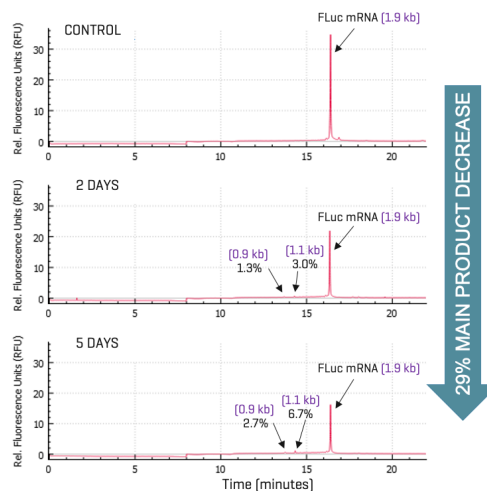 CONTROL
FLuc mRNA (1.9 kb)
Rel. Fluorescence Units (RFU)
30
20
10
0
0 5 10 15 20
2 DAYS
FLuc mRNA (1.9 kb)
(0.9 kb)
1.3%
(1.1 kb)
3.0%
Rel. Fluorescence Units (RFU)
30
20
10
0
0 5 10 15 20
5 DAYS
FLuc mRNA (1.9 kb)
(0.9 kb)
2.7%
(1.1 kb)
6.7%
Rel. Fluorescence Units (RFU)
30
20
10
0
0 5 10 15 20
Time (minutes)
29% MAIN PRODUCT DECREASE